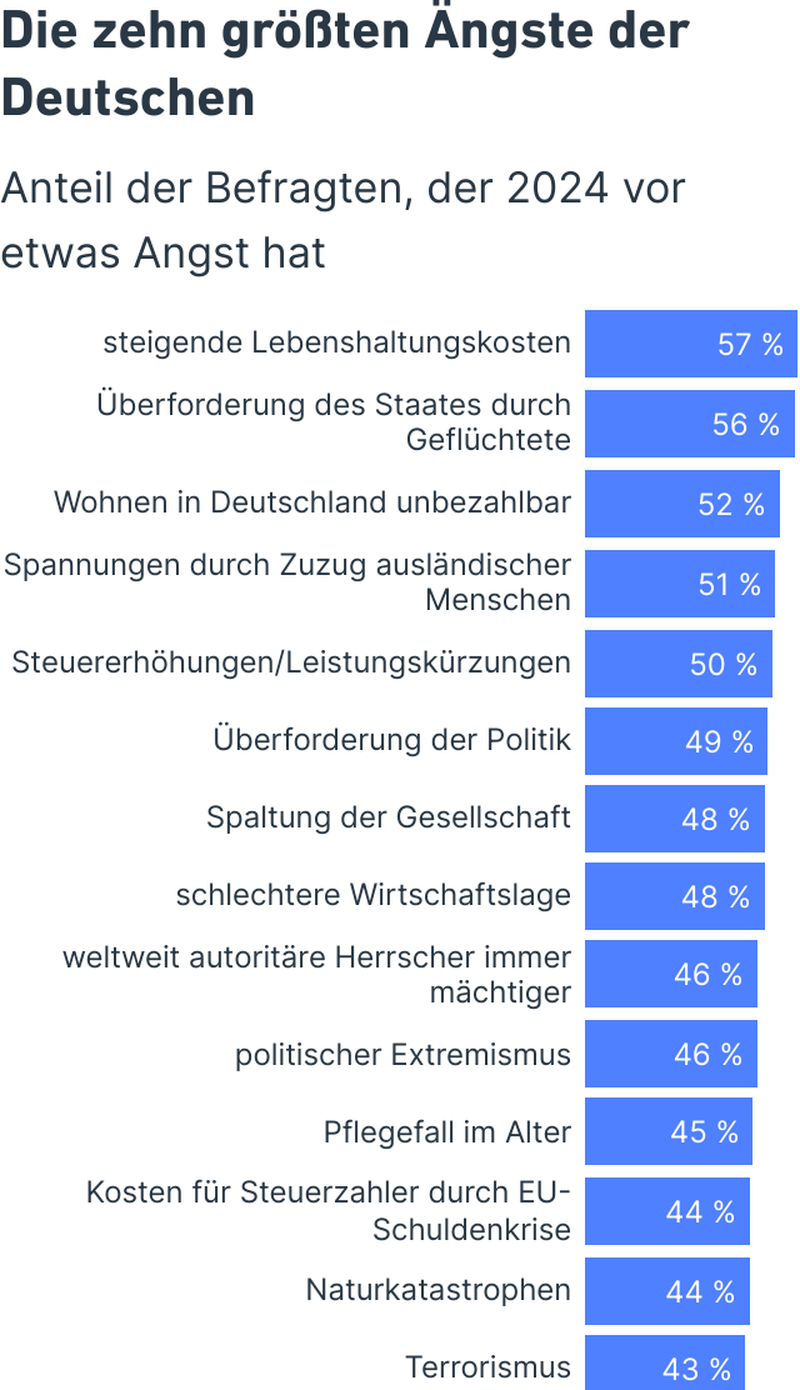 Die zehn größten Ängste der
Deutschen
Anteil der Befragten, der 2024 vor
etwas Angst hat
steigende Lebenshaltungskosten 57 %
Überforderung des Staates durch
Geflüchtete 56 %
Wohnen in Deutschland unbezahlbar 52 %
Spannungen durch Zuzug ausländischer
Menschen 51 %
Steuererhöhungen/Leistungskürzungen 50 %
Überforderung der Politik 49 %
Spaltung der Gesellschaft 48 %
schlechtere Wirtschaftslage 48 %
weltweit autoritäre Herrscher immer
mächtiger 46 %
politischer Extremismus 46 %
Pflegefall im Alter 45 %
Kosten für Steuerzahler durch EU-
Schuldenkrise 44 %
Naturkatastrophen 44 %
Terrorismus 43 %